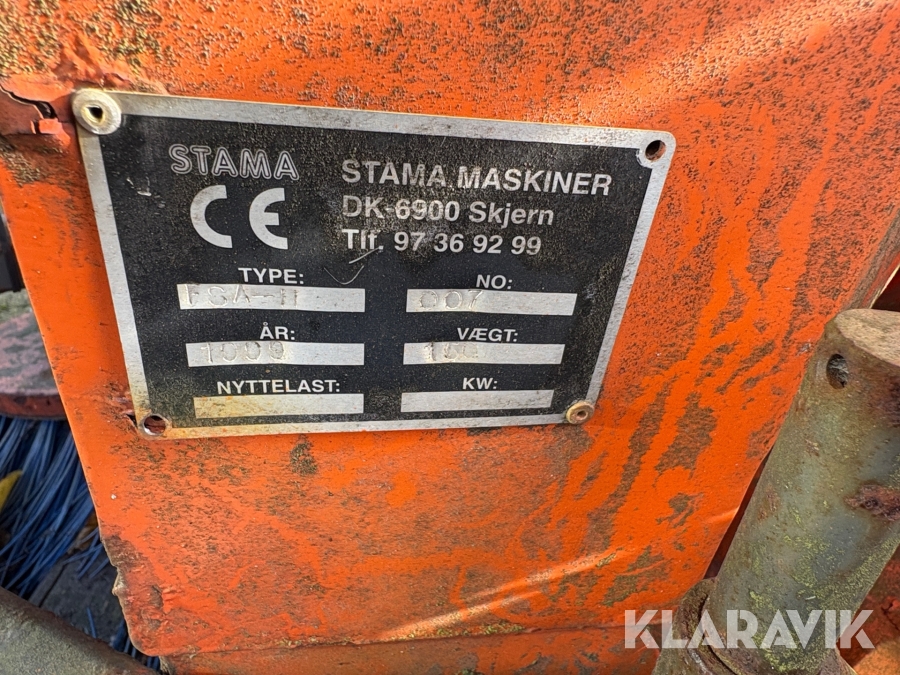 STAMA
STAMA MASKINER
DK-6900 Skjern
Tlf. 97 36 92 99
CE
TYPE:
NO:
ÅR:
VÆGT:
NYTTELAST:
KW:
KLARAVIK